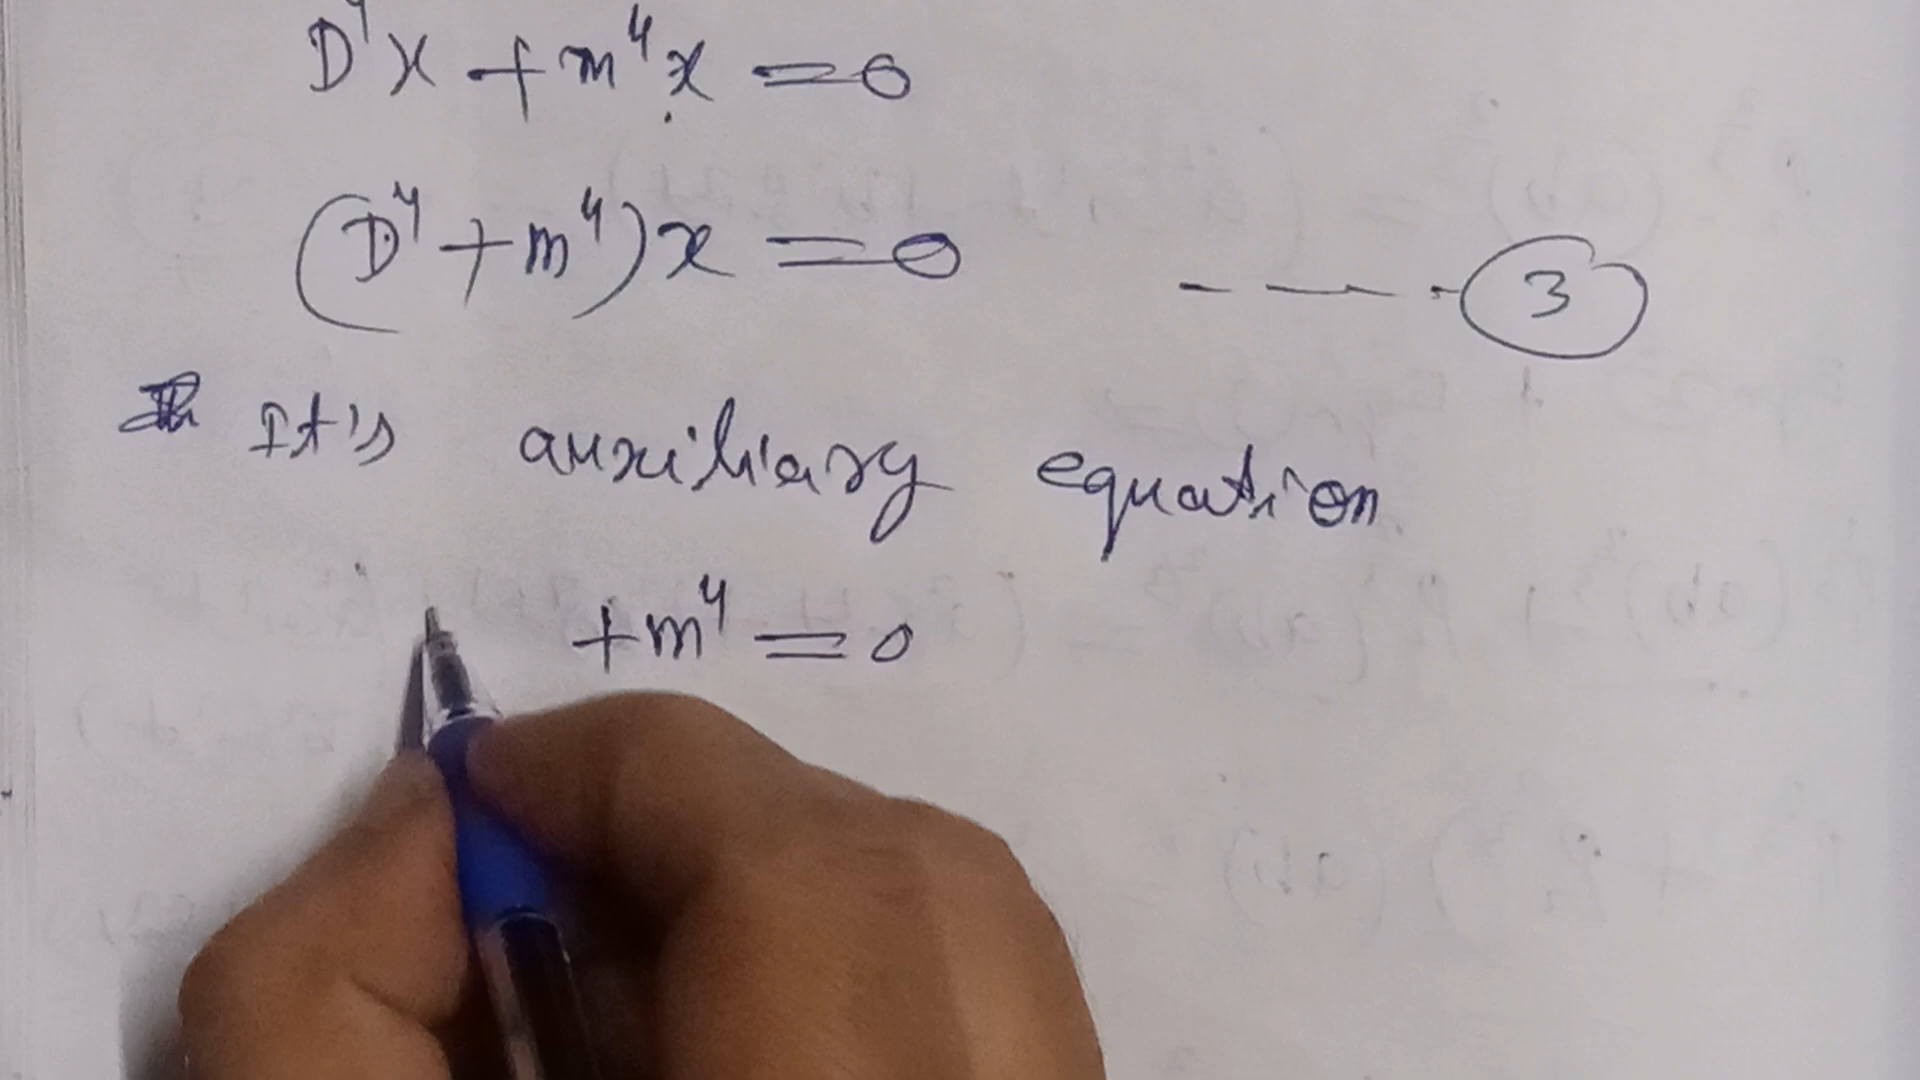 D⁴x + m⁴x = 0
(D⁴ + m⁴)x = 0 --- 3
It's auxiliary equation
+m⁴ = 0